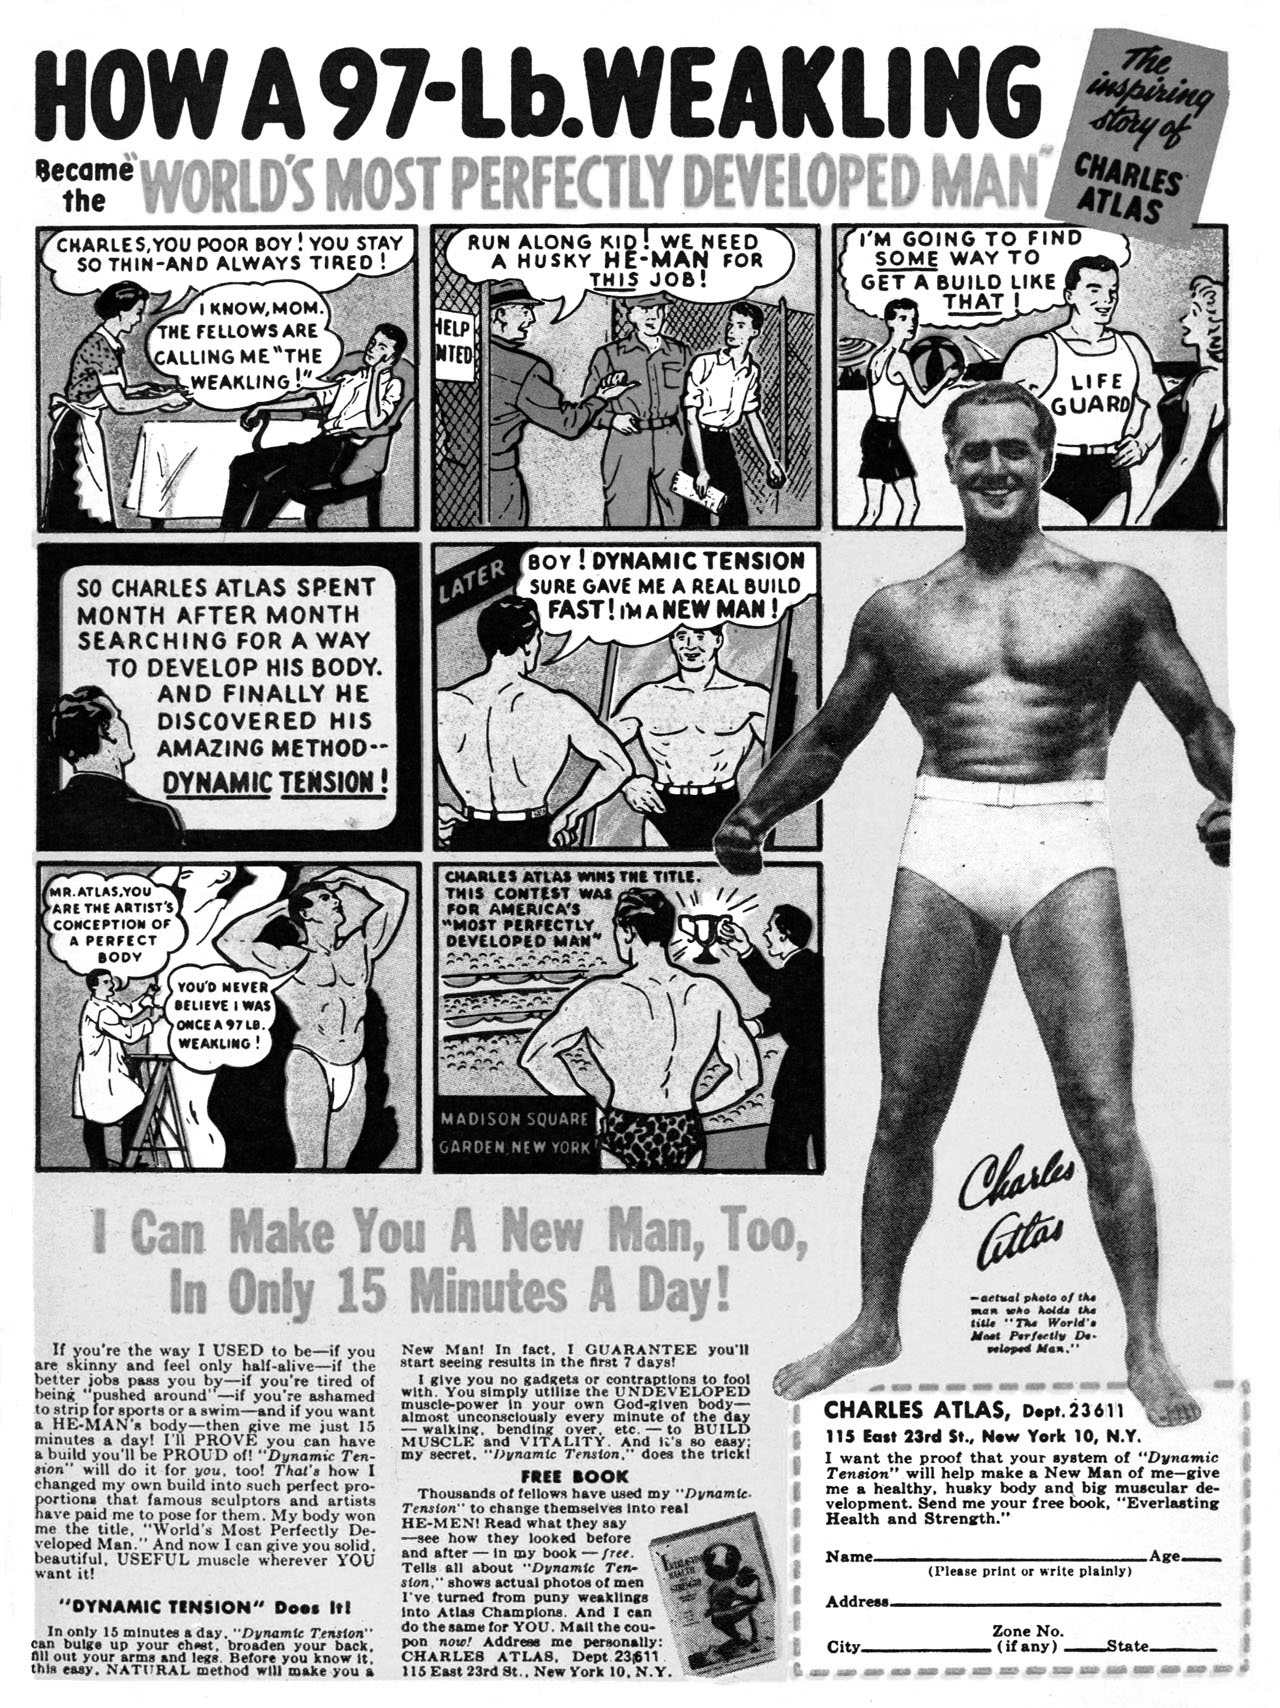 HOW A 97-Lb. WEAKLING
Became the "WORLD'S MOST PERFECTLY DEVELOPED MAN"
The
inspiring
story of
CHARLES
ATLAS
CHARLES, YOU POOR BOY! YOU STAY
SO THIN-AND ALWAYS TIRED!
I KNOW, MOM.
THE FELLOWS ARE
CALLING ME "THE
WEAKLING!"
RUN ALONG KID! WE NEED
A HUSKY HE-MAN FOR
THIS JOB!
HELP
NTED
I'M GOING TO FIND
SOME WAY TO
GET A BUILD LIKE
THAT!
LIFE
GUARD
SO CHARLES ATLAS SPENT
MONTH AFTER MONTH
SEARCHING FOR A WAY
TO DEVELOP HIS BODY.
AND FINALLY HE
DISCOVERED HIS
AMAZING METHOD--
DYNAMIC TENSION!
LATER
BOY! DYNAMIC TENSION
SURE GAVE ME A REAL BUILD
FAST! I'M A NEW MAN!
MR. ATLAS, YOU
ARE THE ARTIST'S
CONCEPTION OF
A PERFECT
BODY
YOU'D NEVER
BELIEVE I WAS
ONCE A 97 LB.
WEAKLING!
CHARLES ATLAS WINS THE TITLE.
THIS CONTEST WAS
FOR AMERICA'S
"MOST PERFECTLY
DEVELOPED MAN"
MADISON SQUARE
GARDEN, NEW YORK
Charles
Atlas
—actual photo of the
man who holds the
title "The World's
Most Perfectly De-
veloped Man."
I Can Make You A New Man, Too,
In Only 15 Minutes A Day!
If you're the way I USED to be—if you
are skinny and feel only half-alive—if the
better jobs pass you by—if you're tired of
being "pushed around"—if you're ashamed
to strip for sports or a swim—and if you want
a HE-MAN's body—then give me just 15
minutes a day! I'll PROVE you can have
a build you'll be PROUD of! "Dynamic Ten-
sion" will do it for you, too! That's how I
changed my own build into such perfect pro-
portions that famous sculptors and artists
have paid me to pose for them. My body won
me the title, "World's Most Perfectly De-
veloped Man." And now I can give you solid,
beautiful, USEFUL muscle wherever YOU
want it!
"DYNAMIC TENSION" Does It!
In only 15 minutes a day, "Dynamic Tension"
can bulge up your chest, broaden your back,
fill out your arms and legs. Before you know it,
this easy, NATURAL method will make you a
New Man! In fact, I GUARANTEE you'll
start seeing results in the first 7 days!
I give you no gadgets or contraptions to fool
with. You simply utilize the UNDEVELOPED
muscle-power in your own God-given body—
almost unconsciously every minute of the day
— walking, bending over, etc. — to BUILD
MUSCLE and VITALITY. And it's so easy;
my secret, "Dynamic Tension," does the trick!
FREE BOOK
Thousands of fellows have used my "Dynamic-
Tension" to change themselves into real
HE-MEN! Read what they say
—see how they looked before
and after — in my book — free.
Tells all about "Dynamic Ten-
sion," shows actual photos of men
I've turned from puny weaklings
into Atlas Champions. And I can
do the same for YOU. Mail the cou-
pon now! Address me personally:
CHARLES ATLAS, Dept. 23611
115 East 23rd St., New York 10, N.Y.
EVERLASTING
HEALTH
AND
STRENGTH
CHARLES ATLAS, Dept. 23611
115 East 23rd St., New York 10, N.Y.
I want the proof that your system of "Dynamic
Tension" will help make a New Man of me—give
me a healthy, husky body and big muscular de-
velopment. Send me your free book, "Everlasting
Health and Strength."
Name Age
(Please print or write plainly)
Address
Zone No.
City (if any) State